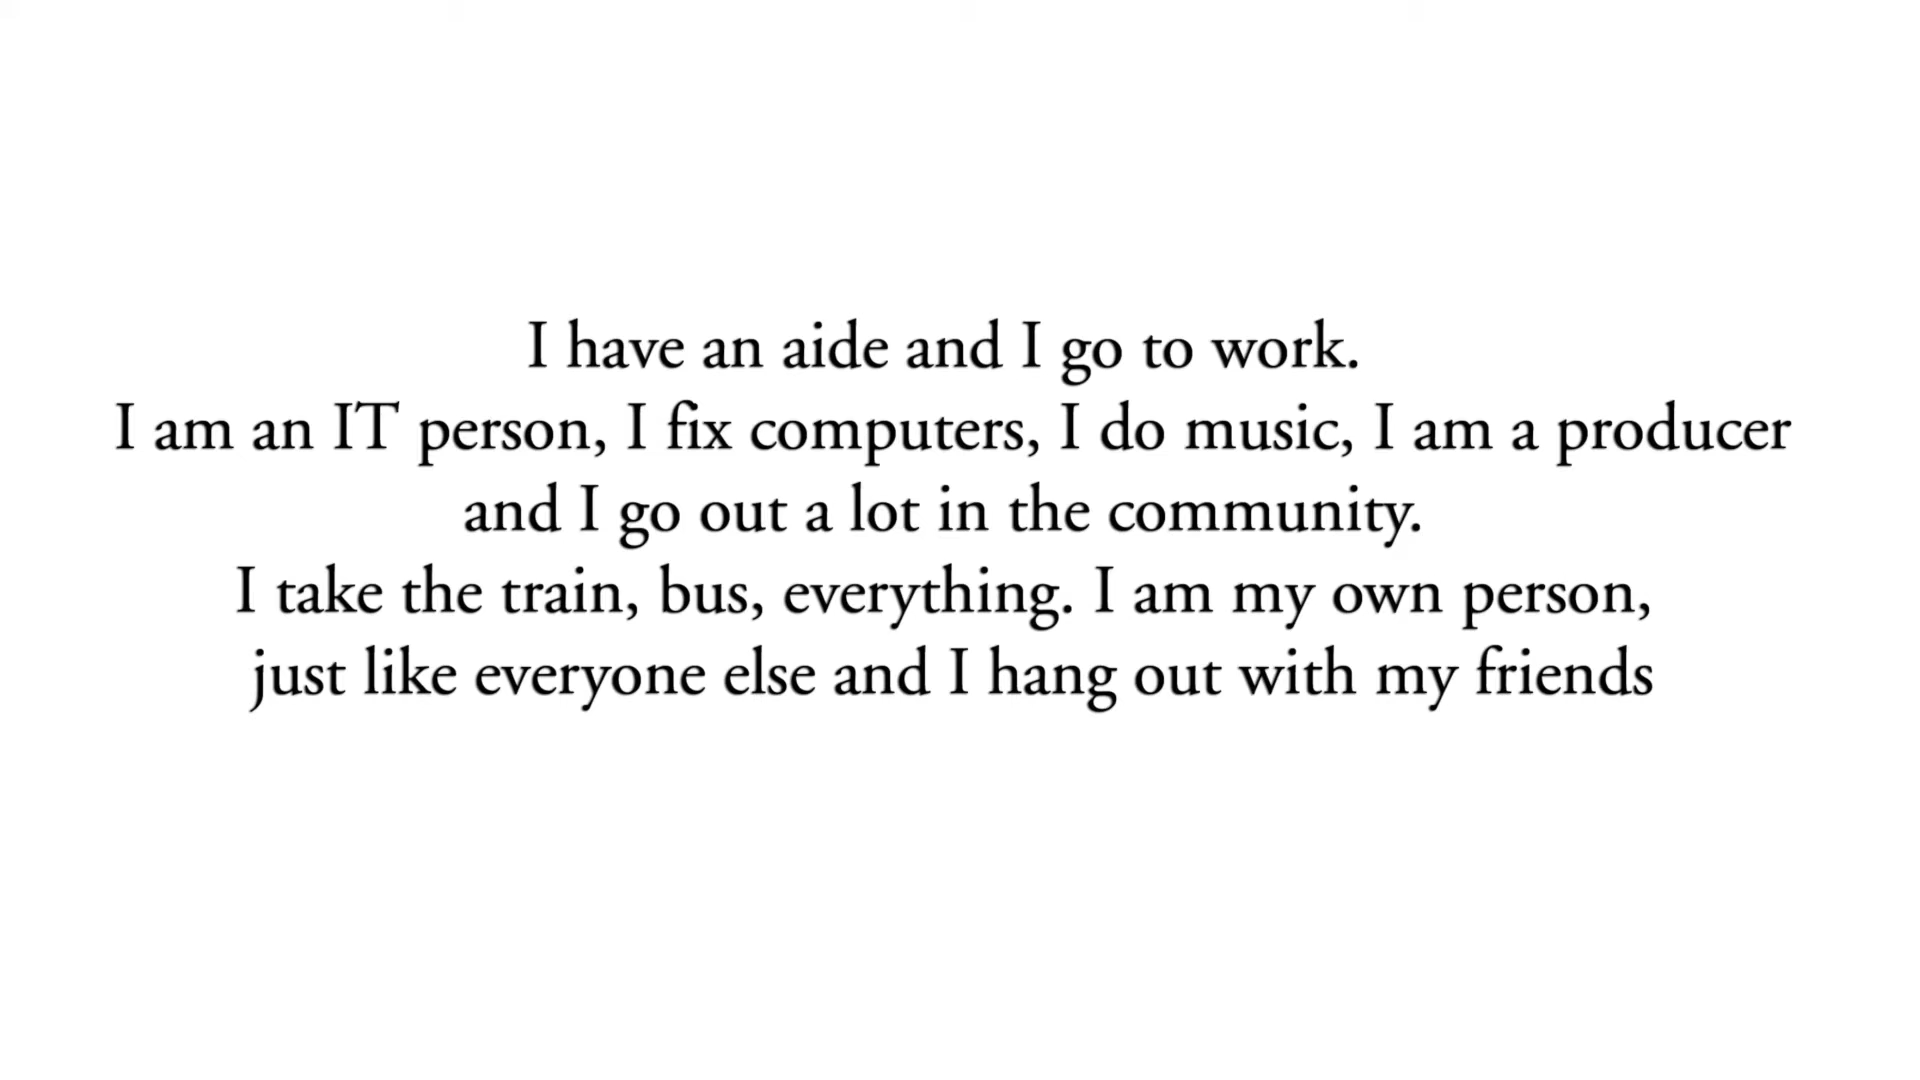 I have an aide and I go to work.
I am an IT person, I fix computers, I do music, I am a producer
and I go out a lot in the community.
I take the train, bus, everything. I am my own person,
just like everyone else and I hang out with my friends